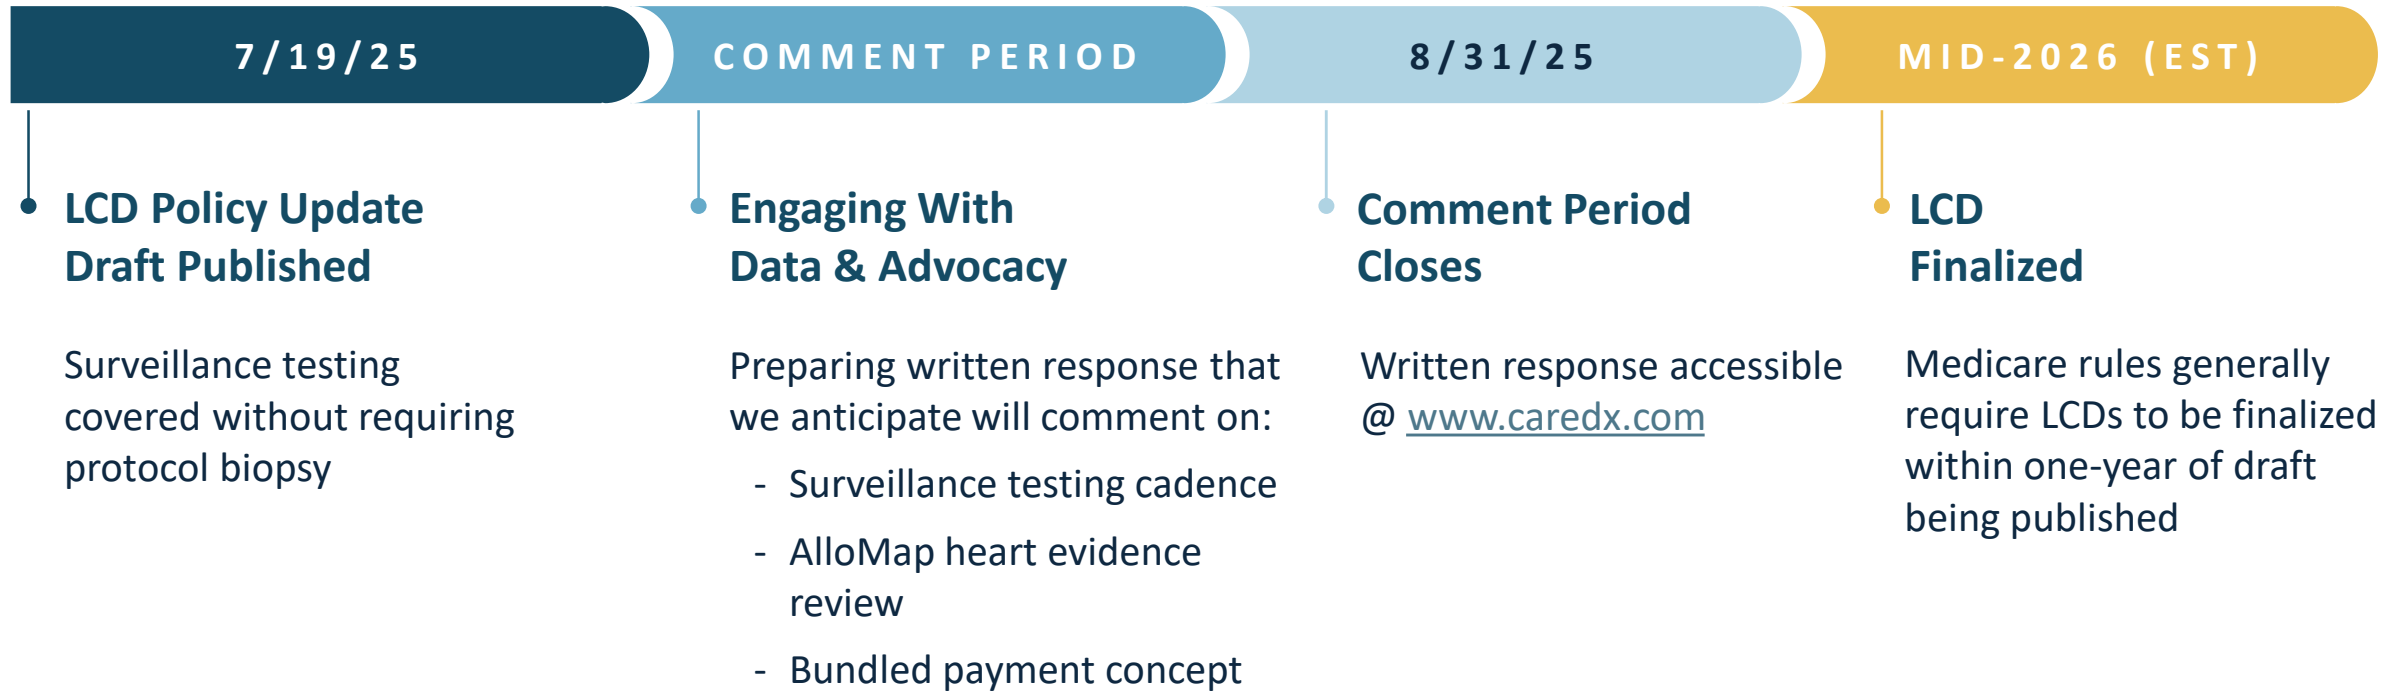 7/19/25
COMMENT PERIOD
8/31/25
MID-2026 (EST)
LCD Policy Update
Draft Published
Surveillance testing
covered without requiring
protocol biopsy
Engaging With
Data & Advocacy
Preparing written response that
we anticipate will comment on:
- Surveillance testing cadence
- AlloMap heart evidence
review
- Bundled payment concept
Comment Period
Closes
Written response accessible
@ www.caredx.com
LCD
Finalized
Medicare rules generally
require LCDs to be finalized
within one-year of draft
being published